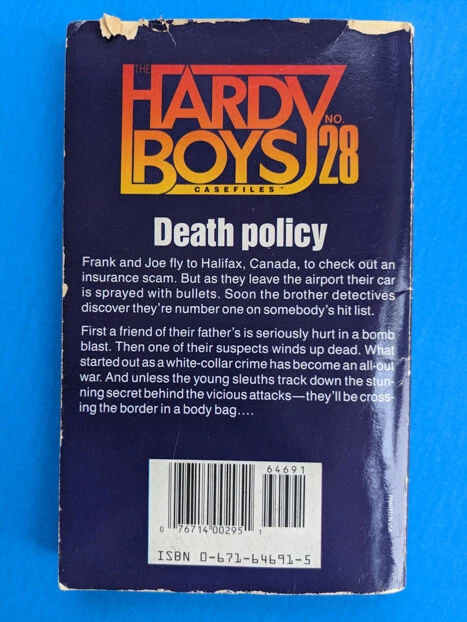 THE
HARDY
BOYS
NO.
28
CASEFILES™
Death policy
Frank and Joe fly to Halifax, Canada, to check out an
insurance scam. But as they leave the airport their car
is sprayed with bullets. Soon the brother detectives
discover they're number one on somebody's hit list.
First a friend of their father's is seriously hurt in a bomb
blast. Then one of their suspects winds up dead. What
started out as a white-collar crime has become an all-out
war. And unless the young sleuths track down the stun-
ning secret behind the vicious attacks—they'll be cross-
ing the border in a body bag....
64691
0 76714 00295 1
ISBN 0-671-64691-5